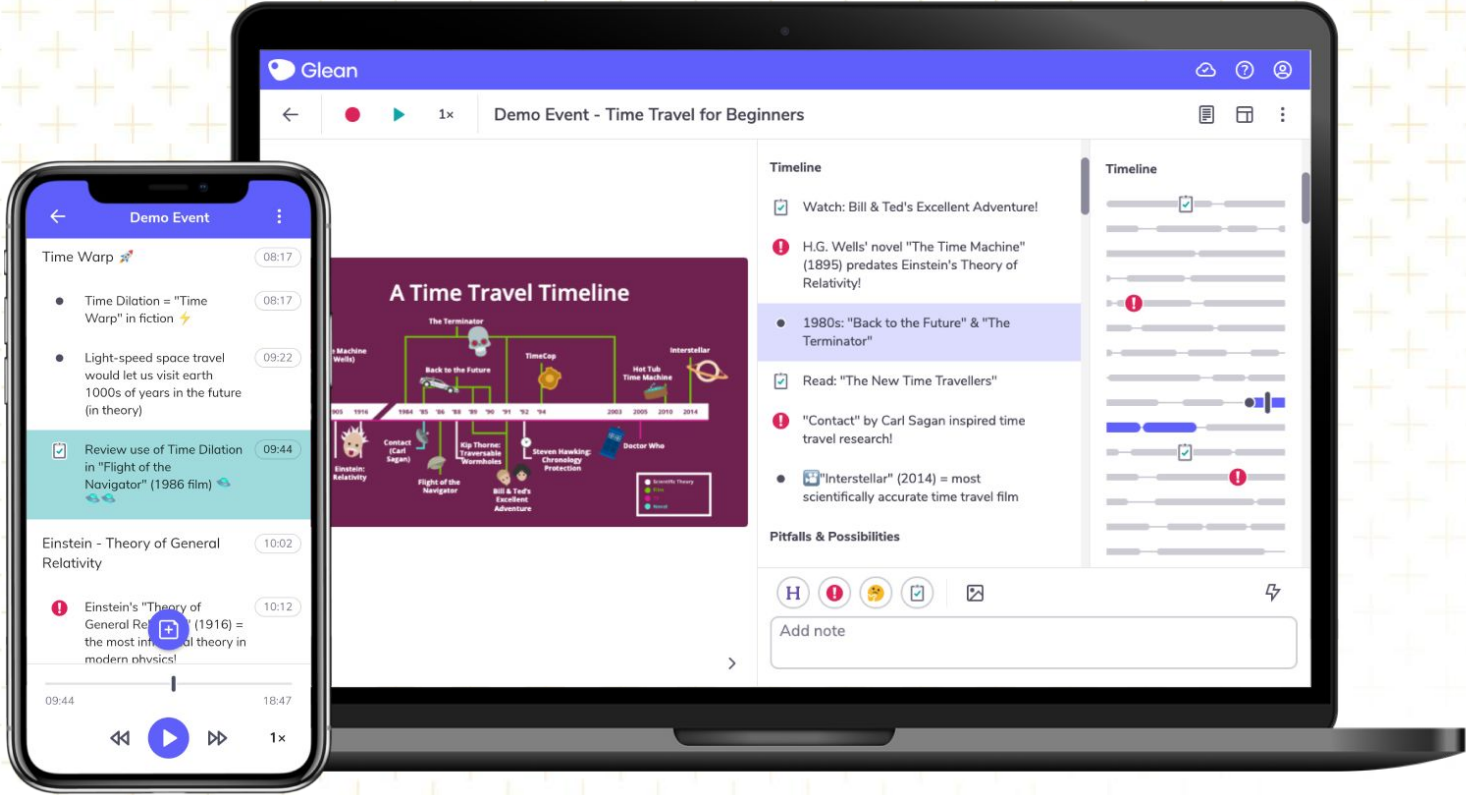 Glean
1×
Demo Event - Time Travel for Beginners
A Time Travel Timeline
The Terminator
Machine
Wells)
Back to the Future
TimeCop
Hot Tub
Time Machine
Interstellar
1916
1984 '85 '86 '88 '89 '90 '91 '92 '94
2003 2005 2010 2014
Einstein:
Relativity
Contact
(Carl
Sagan)
Flight of the
Navigator
Kip Thorne:
Traversable
Wormholes
Bill & Ted's
Excellent
Adventure
Steven Hawking:
Chronology
Protection
Doctor Who
Scientific Theory
Timeline
Watch: Bill & Ted's Excellent Adventure!
H.G. Wells' novel "The Time Machine"
(1895) predates Einstein's Theory of
Relativity!
1980s: "Back to the Future" & "The
Terminator"
Read: "The New Time Travellers"
"Contact" by Carl Sagan inspired time
travel research!
"Interstellar" (2014) = most
scientifically accurate time travel film
Pitfalls & Possibilities
H
Add note
Timeline
Demo Event
Time Warp 🚀 08:17
Time Dilation = "Time 08:17
Warp" in fiction ⚡
Light-speed space travel 09:22
would let us visit earth
1000s of years in the future
(in theory)
Review use of Time Dilation 09:44
in "Flight of the
Navigator" (1986 film)
Einstein - Theory of General 10:02
Relativity
Einstein's "Theory of 10:12
General (1916) =
the most theory in
modern physics!
09:44 18:47
1×